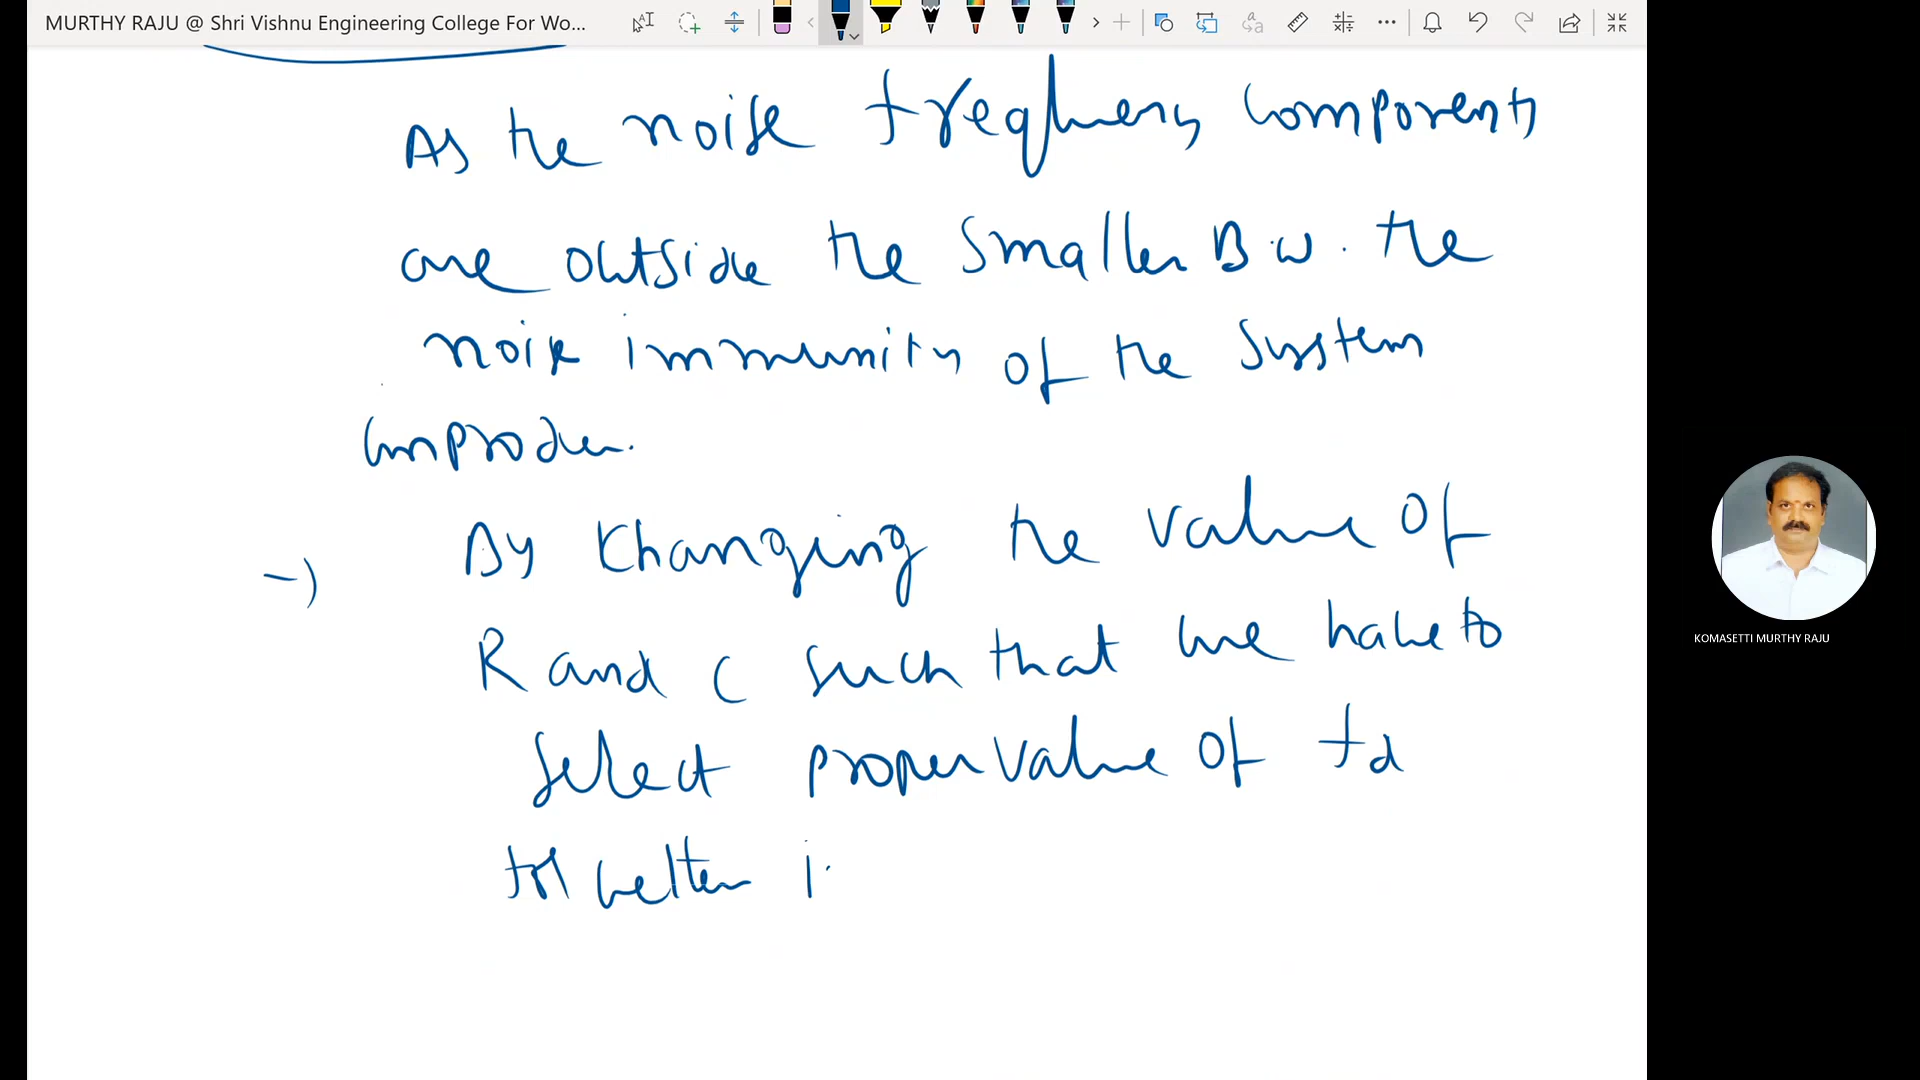 MURTHY RAJU @ Shri Vishnu Engineering College For Wo...
As the noise frequency components
are outside the smaller B.W. the
noise immunity of the system
improves.
→ By changing the value of
R and C such that we have to
select proper value of fd
for better i
KOMASETTI MURTHY RAJU